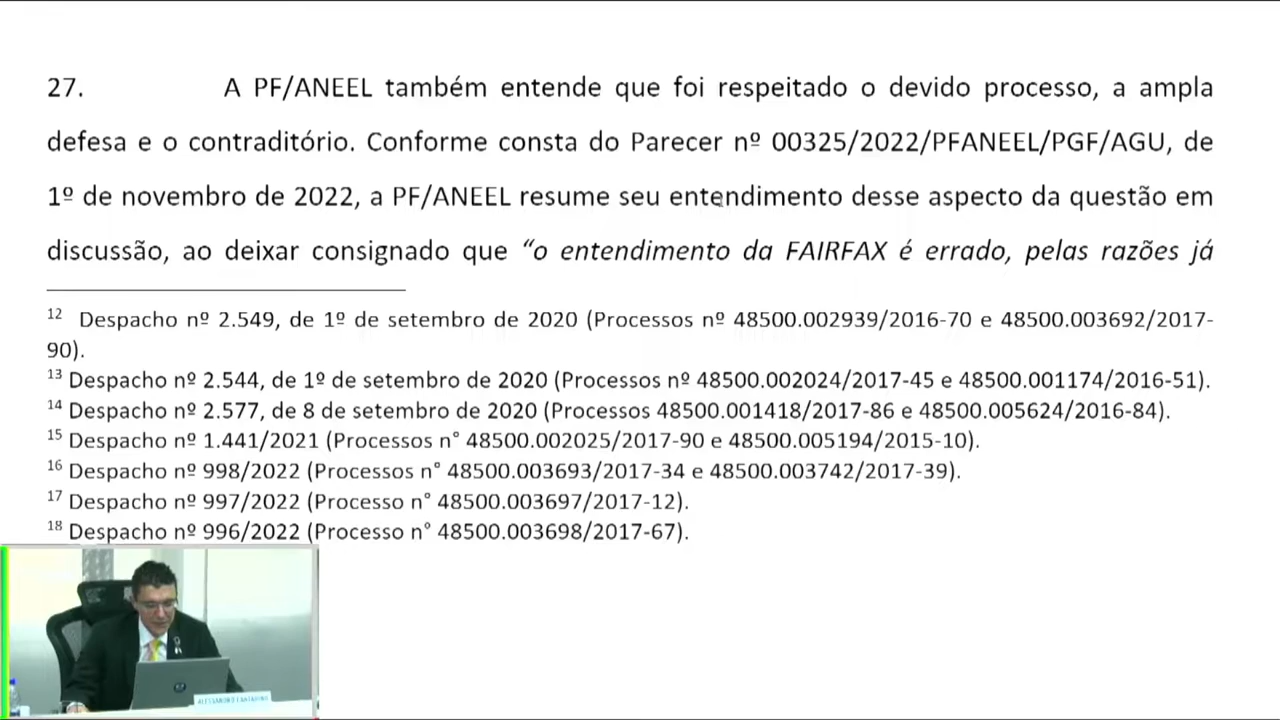 27. A PF/ANEEL também entende que foi respeitado o devido processo, a ampla
defesa e o contraditório. Conforme consta do Parecer nº 00325/2022/PFANEEL/PGF/AGU, de
1º de novembro de 2022, a PF/ANEEL resume seu entendimento desse aspecto da questão em
discussão, ao deixar consignado que “o entendimento da FAIRFAX é errado, pelas razões já
12 Despacho nº 2.549, de 1º de setembro de 2020 (Processos nº 48500.002939/2016-70 e 48500.003692/2017-
90).
13 Despacho nº 2.544, de 1º de setembro de 2020 (Processos nº 48500.002024/2017-45 e 48500.001174/2016-51).
14 Despacho nº 2.577, de 8 de setembro de 2020 (Processos 48500.001418/2017-86 e 48500.005624/2016-84).
15 Despacho nº 1.441/2021 (Processos n° 48500.002025/2017-90 e 48500.005194/2015-10).
16 Despacho nº 998/2022 (Processos n° 48500.003693/2017-34 e 48500.003742/2017-39).
17 Despacho nº 997/2022 (Processo n° 48500.003697/2017-12).
18 Despacho nº 996/2022 (Processo n° 48500.003698/2017-67).
ALESSANDRO CANTARINO